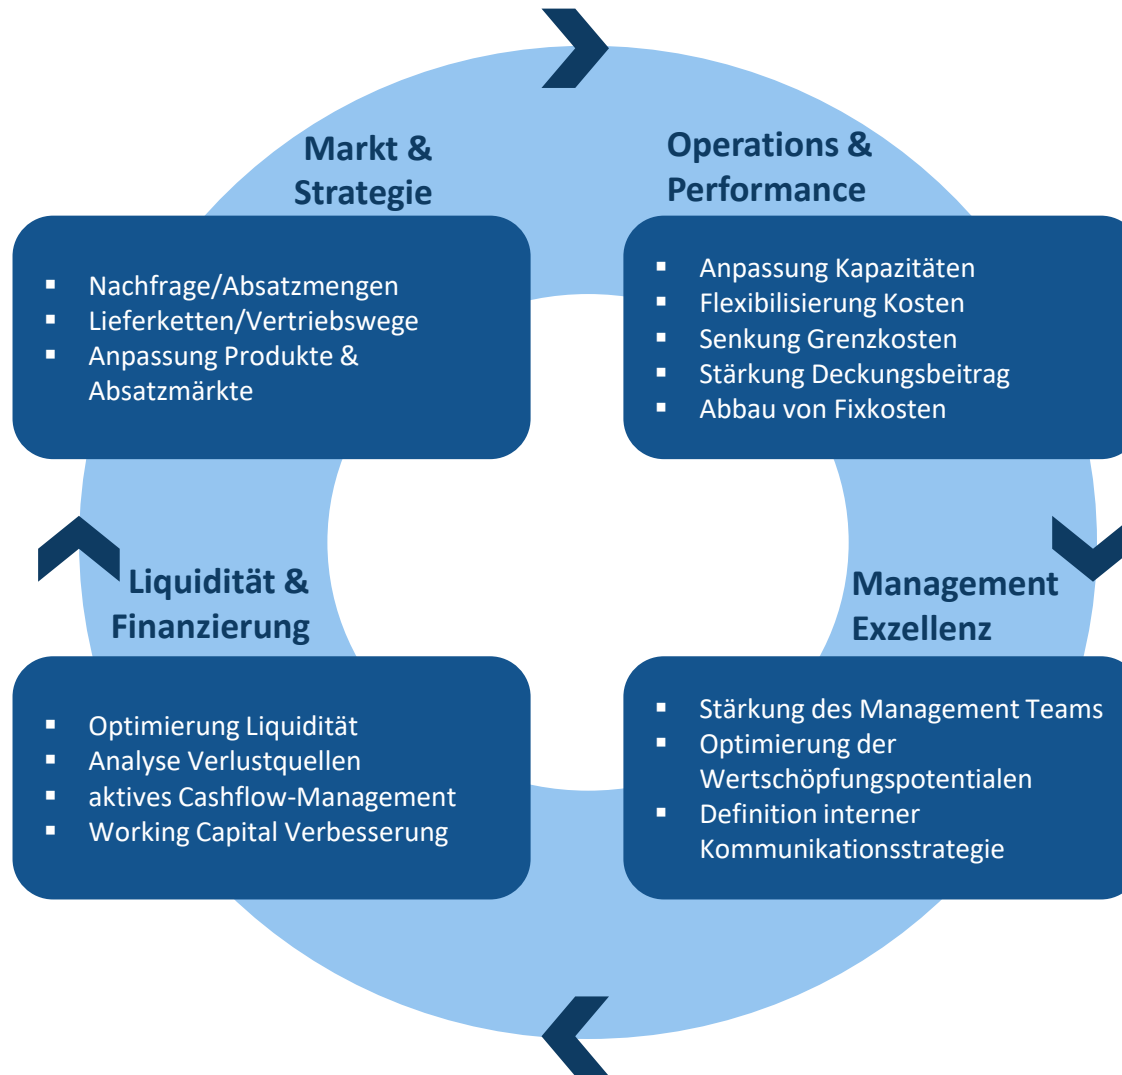 Markt &
Strategie
▪ Nachfrage/Absatzmengen
▪ Lieferketten/Vertriebswege
▪ Anpassung Produkte &
Absatzmärkte
Operations &
Performance
▪ Anpassung Kapazitäten
▪ Flexibilisierung Kosten
▪ Senkung Grenzkosten
▪ Stärkung Deckungsbeitrag
▪ Abbau von Fixkosten
Liquidität &
Finanzierung
▪ Optimierung Liquidität
▪ Analyse Verlustquellen
▪ aktives Cashflow-Management
▪ Working Capital Verbesserung
Management
Exzellenz
▪ Stärkung des Management Teams
▪ Optimierung der
Wertschöpfungspotentialen
▪ Definition interner
Kommunikationsstrategie